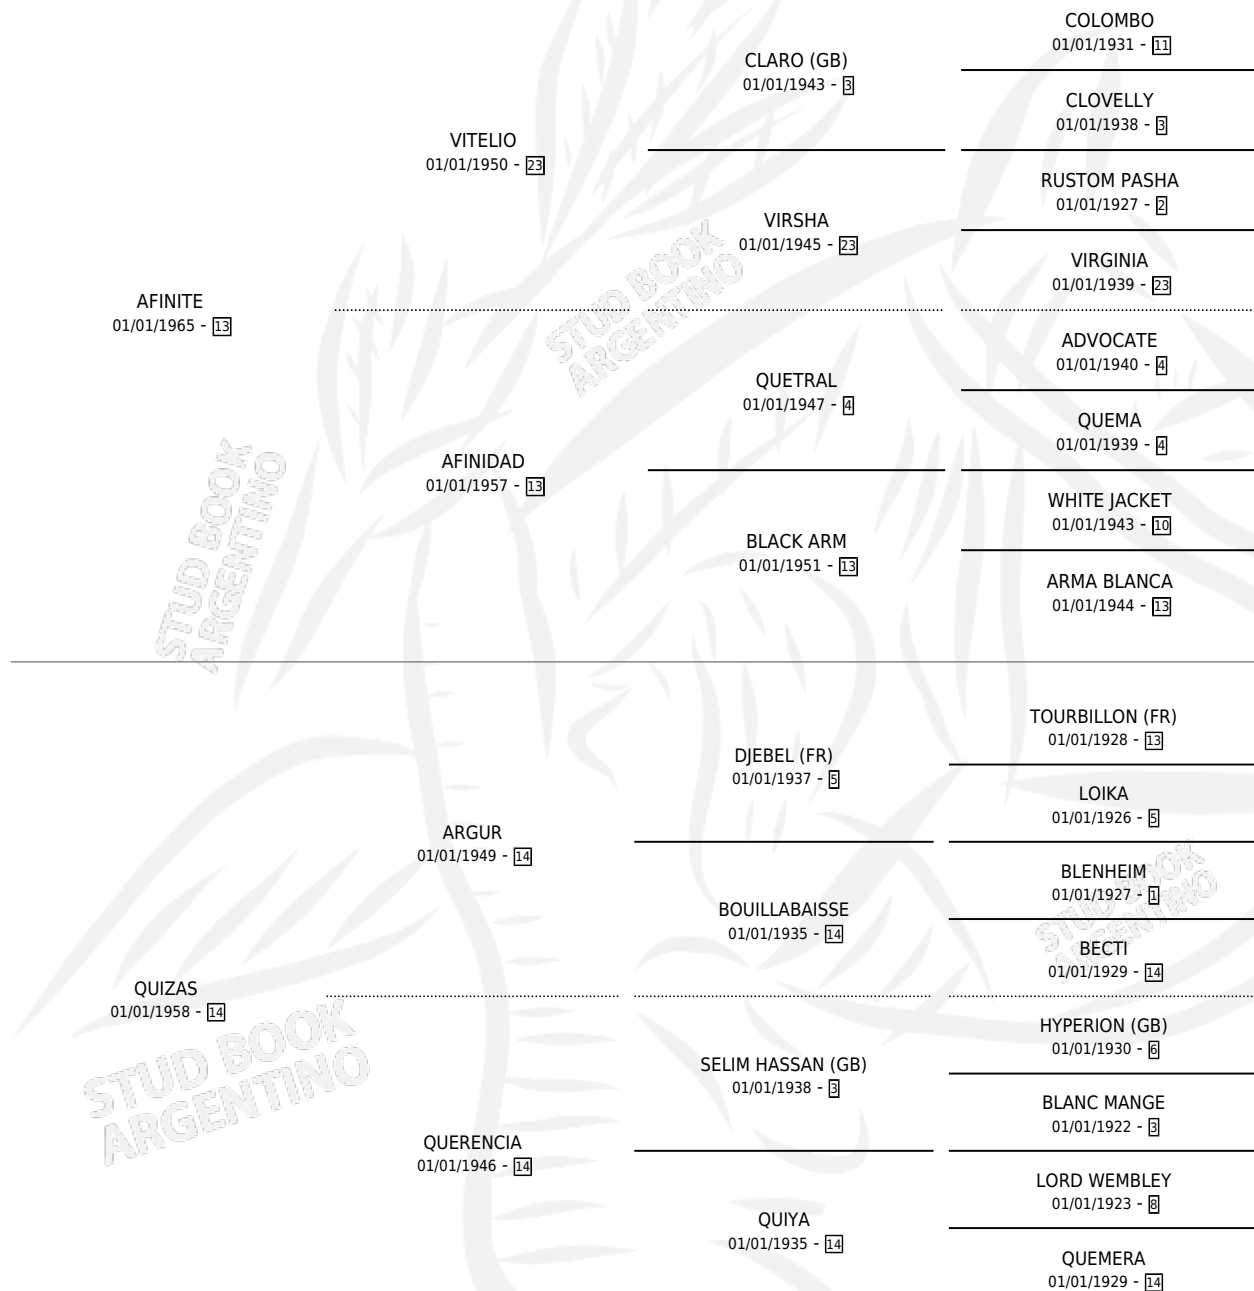 COLOMBO
01/01/1931 - 11
CLARO (GB)
01/01/1943 - 3
CLOVELLY
01/01/1938 - 3
VITELIO
01/01/1950 - 23
RUSTOM PASHA
01/01/1927 - 2
VIRSHA
01/01/1945 - 23
VIRGINIA
01/01/1939 - 23
AFINITE
01/01/1965 - 13
STUD BOOK
ARGENTINO
ADVOCATE
01/01/1940 - 4
QUETRAL
01/01/1947 - 4
QUEMA
01/01/1939 - 4
AFINIDAD
01/01/1957 - 13
WHITE JACKET
01/01/1943 - 10
BLACK ARM
01/01/1951 - 13
ARMA BLANCA
01/01/1944 - 13
STUD BOOK
ARGENTINO
TOURBILLON (FR)
01/01/1928 - 13
DJEBEL (FR)
01/01/1937 - 5
LOIKA
01/01/1926 - 5
ARGUR
01/01/1949 - 14
BLENHEIM
01/01/1927 - 1
BOUILLABAISSE
01/01/1935 - 14
BECTI
01/01/1929 - 14
STUD BOOK
ARGENTINO
QUIZAS
01/01/1958 - 14
HYPERION (GB)
01/01/1930 - 6
SELIM HASSAN (GB)
01/01/1938 - 3
BLANC MANGE
01/01/1922 - 3
STUD BOOK
ARGENTINO
QUERENCIA
01/01/1946 - 14
LORD WEMBLEY
01/01/1923 - 8
QUIYA
01/01/1935 - 14
QUEMERA
01/01/1929 - 14